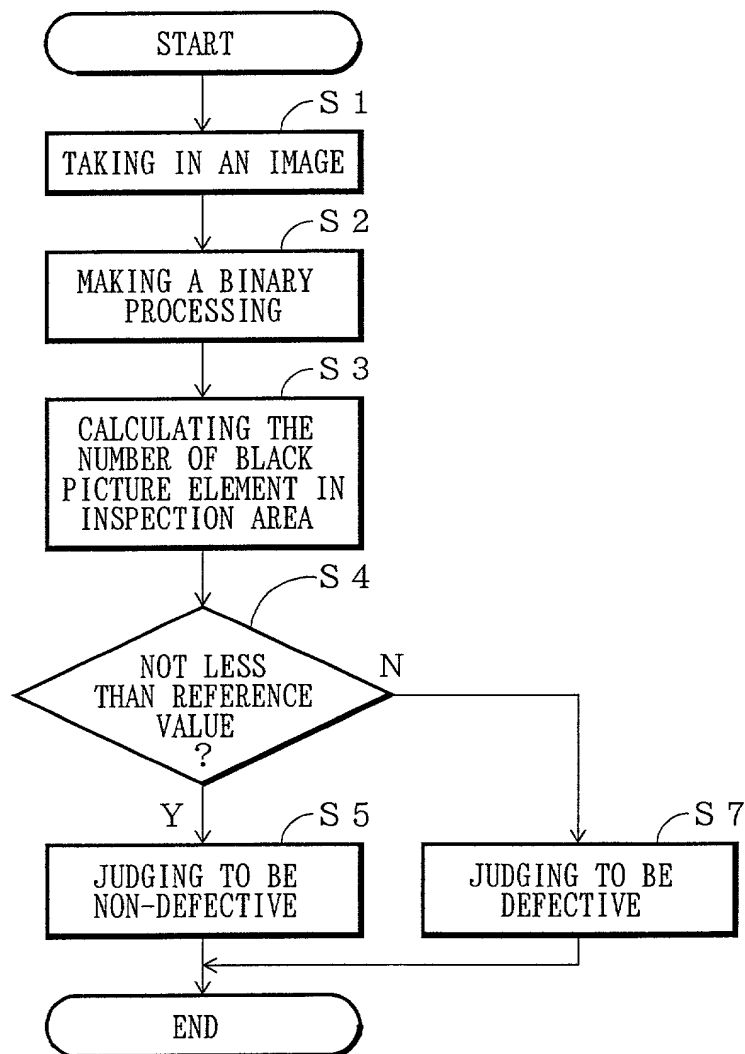 START
S 1
TAKING IN AN IMAGE
S 2
MAKING A BINARY
PROCESSING
S 3
CALCULATING THE
NUMBER OF BLACK
PICTURE ELEMENT IN
INSPECTION AREA
S 4
NOT LESS
THAN REFERENCE
VALUE
?
N
Y
S 5
JUDGING TO BE
NON-DEFECTIVE
S 7
JUDGING TO BE
DEFECTIVE
END